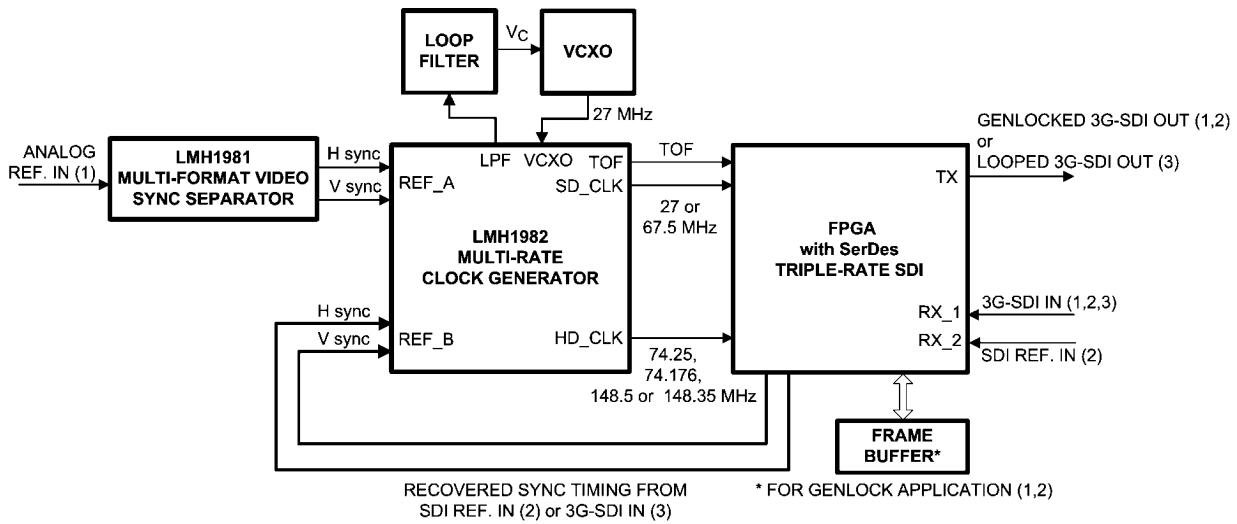 LOOP
FILTER
VC
VCXO
27 MHz
ANALOG
REF. IN (1)
LMH1981
MULTI-FORMAT VIDEO
SYNC SEPARATOR
H sync
V sync
LPF VCXO
REF_A
TOF
SD_CLK
LMH1982
MULTI-RATE
CLOCK GENERATOR
H sync
V sync
REF_B
HD_CLK
TOF
27 or
67.5 MHz
74.25,
74.176,
148.5 or 148.35 MHz
FPGA
with SerDes
TRIPLE-RATE SDI
TX
RX_1
RX_2
GENLOCKED 3G-SDI OUT (1,2)
or
LOOPED 3G-SDI OUT (3)
3G-SDI IN (1,2,3)
SDI REF. IN (2)
FRAME
BUFFER*
RECOVERED SYNC TIMING FROM
SDI REF. IN (2) or 3G-SDI IN (3)
* FOR GENLOCK APPLICATION (1,2)